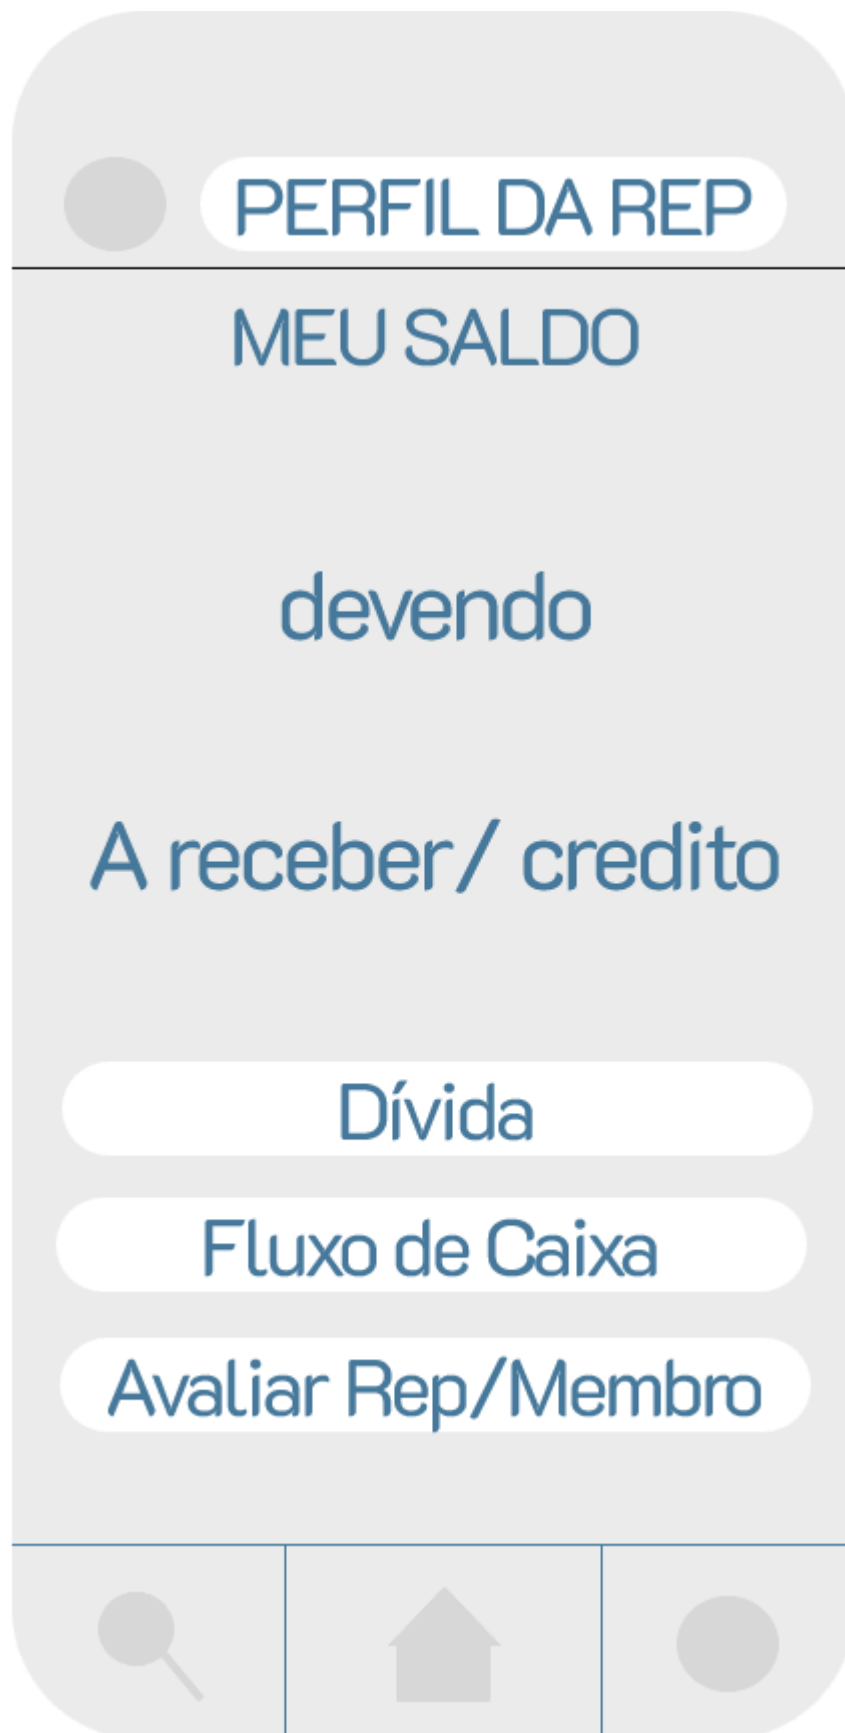 PERFIL DA REP
MEU SALDO
devendo
A receber/ credito
Dívida
Fluxo de Caixa
Avaliar Rep/Membro